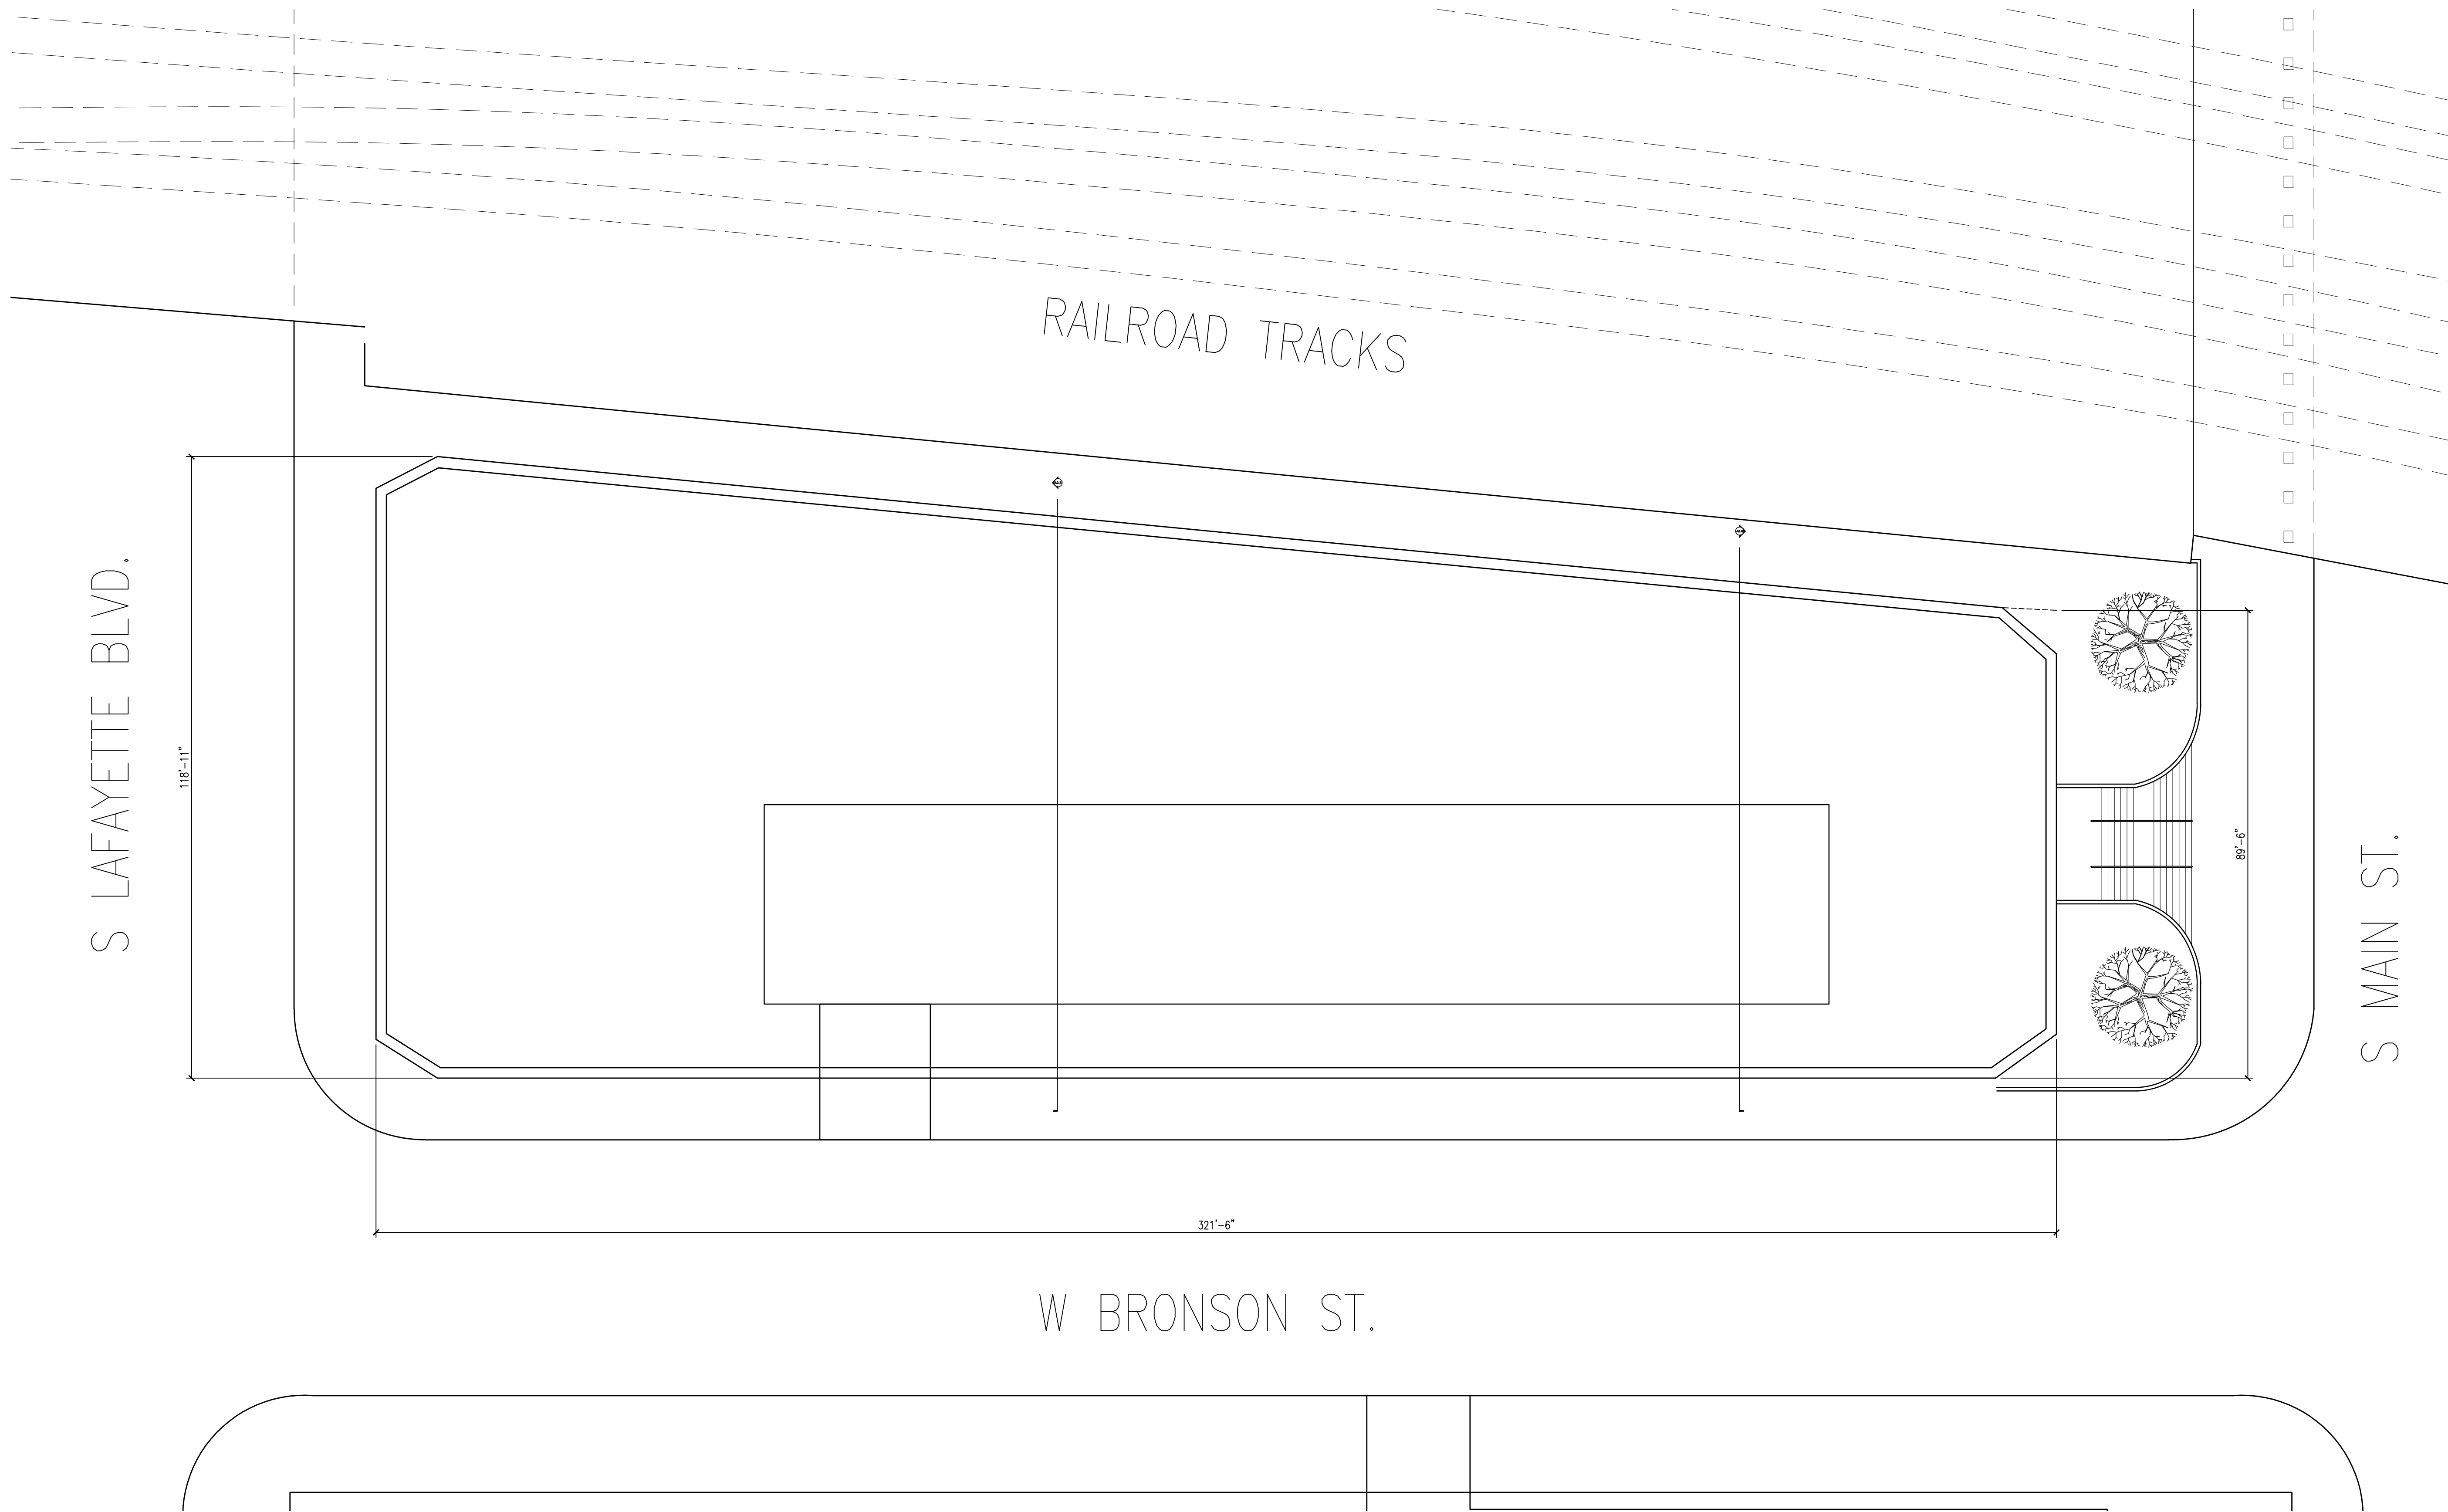 RAILROAD TRACKS
S LAFAYETTE BLVD.
118'-11"
89'-6"
S MAIN ST.
321'-6"
W BRONSON ST.